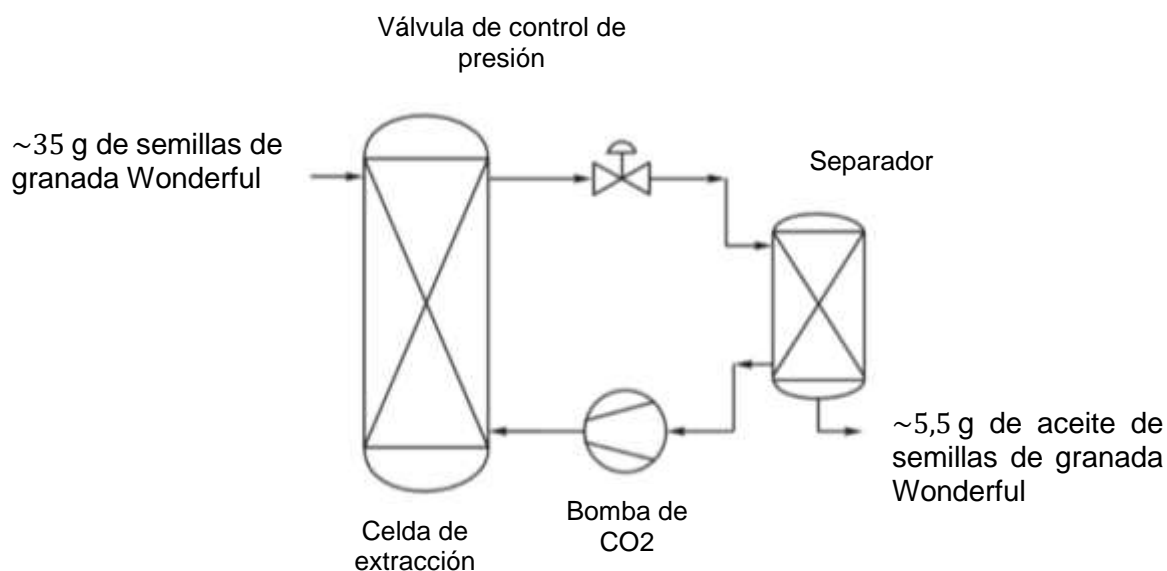 Válvula de control de
presión
~35 g de semillas de
granada Wonderful
Separador
~5,5 g de aceite de
semillas de granada
Wonderful
Bomba de
CO2
Celda de
extracción